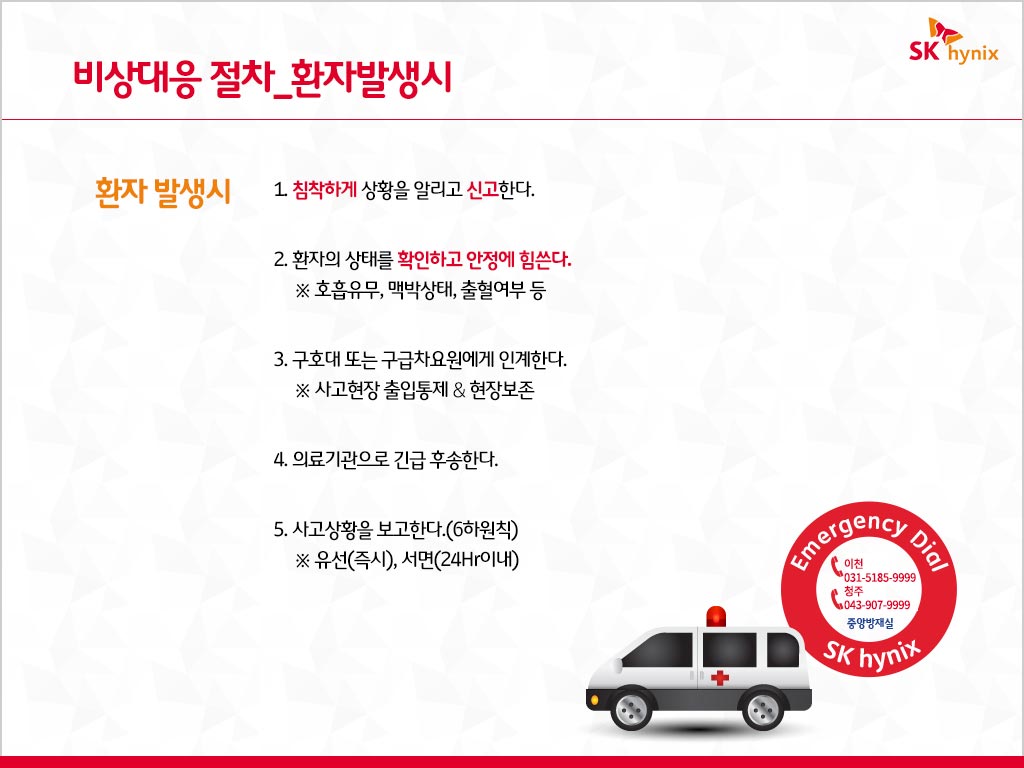 SK hynix
비상대응 절차_환자발생시
환자 발생시
1. 침착하게 상황을 알리고 신고한다.
2. 환자의 상태를 확인하고 안정에 힘쓴다.
※ 호흡유무, 맥박상태, 출혈여부 등
3. 구호대 또는 구급차요원에게 인계한다.
※ 사고현장 출입통제 & 현장보존
4. 의료기관으로 긴급 후송한다.
5. 사고상황을 보고한다.(6하원칙)
※ 유선(즉시), 서면(24Hr이내)
Emergency Dial
이천
031-5185-9999
청주
043-907-9999
중앙방재실
SK hynix